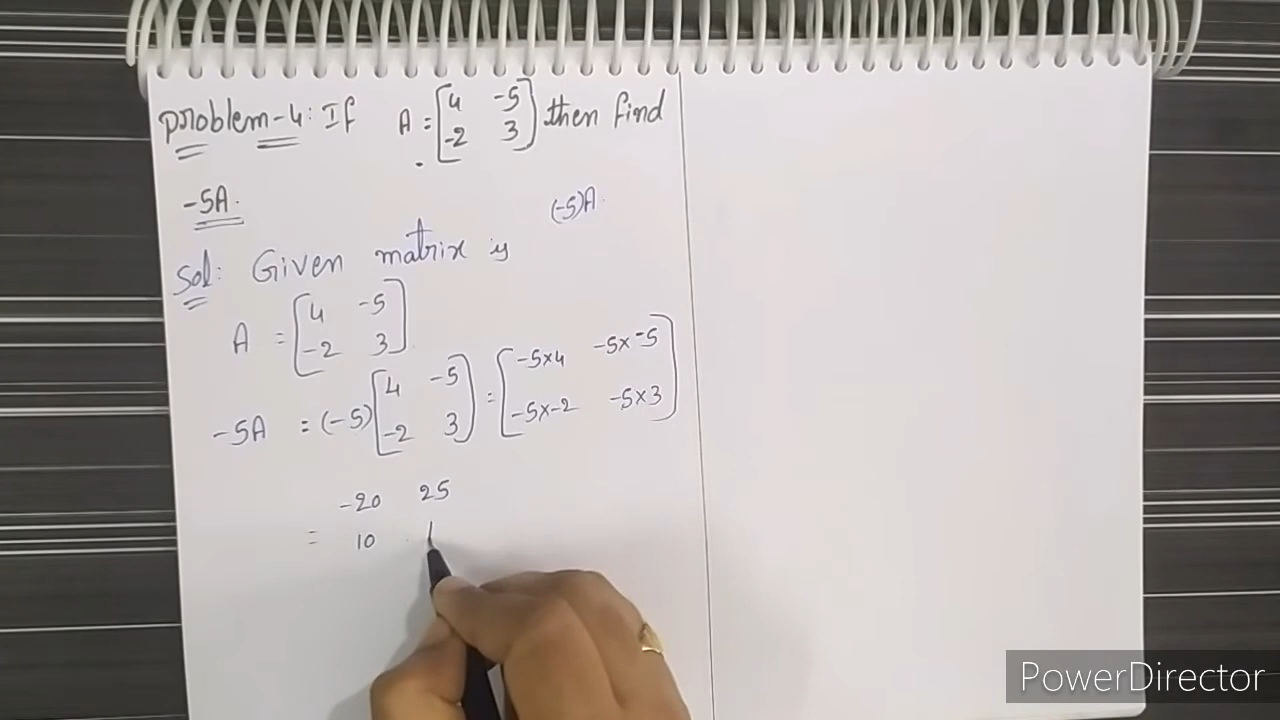 Problem-4: If A = [4 -5 -2 3] then find
-5A.
(-5)A.
Sol: Given matrix is
A = [4 -5 -2 3]
-5A = (-5)[4 -5 -2 3] = [-5×4 -5×-5 -5×-2 -5×3]
-20 25
= 10
PowerDirector